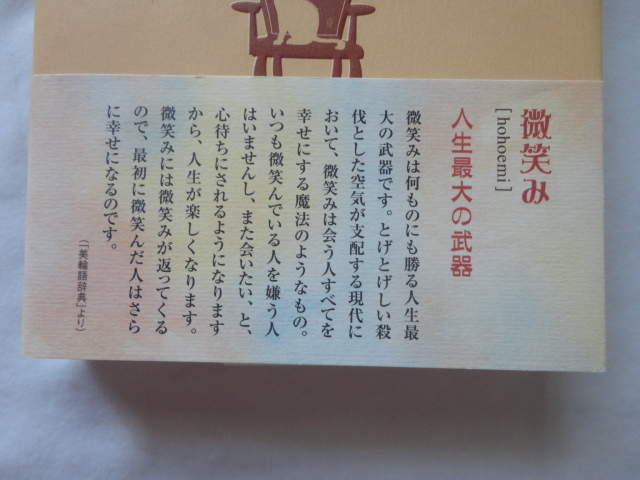 微笑み
[hohoemi]
人生最大の武器
微笑みは何ものにも勝る人生最
大の武器です。とげとげしい殺
伐とした空気が支配する現代に
おいて、微笑みは会う人すべてを
幸せにする魔法のようなもの。
いつも微笑んでいる人を嫌う人
はいませんし、また会いたい、と、
心待ちにされるようになります
から、人生が楽しくなります。
微笑みには微笑みが返ってくる
ので、最初に微笑んだ人はさら
に幸せになるのです。
(「美輪語辞典」より)